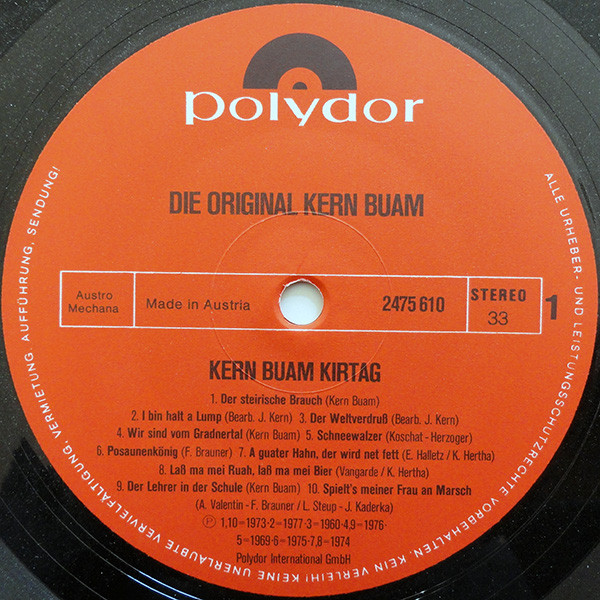 polydor
DIE ORIGINAL KERN BUAM
Austro
Mechana
Made in Austria
2475 610
STEREO
33
1
KERN BUAM KIRTAG
1. Der steirische Brauch (Kern Buam)
2. I bin halt a Lump (Bearb. J. Kern) 3. Der Weltverdruß (Bearb. J. Kern)
4. Wir sind vom Gradnertal (Kern Buam) 5. Schneewalzer (Koschat - Herzoger)
6. Posaunenkönig (F. Brauner) 7. A guater Hahn, der wird net fett (E. Halletz / K. Hertha)
8. Laß ma mei Ruah, laß ma mei Bier (Vangarde / K. Hertha)
9. Der Lehrer in der Schule (Kern Buam) 10. Spielt's meiner Frau an Marsch
(A. Valentin - F. Brauner / L. Steup - J. Kaderka)
Ⓟ 1,10=1973·2=1977·3=1960·4,9=1976·
5=1969·6=1975·7,8=1974
Polydor International GmbH
ALLE URHEBER- UND LEISTUNGSSCHUTZRECHTE VORBEHALTEN. KEIN VERLEIH! KEINE UNERLAUBTE VERVIELFÄLTIGUNG, VERMIETUNG, AUFFÜHRUNG, SENDUNG!